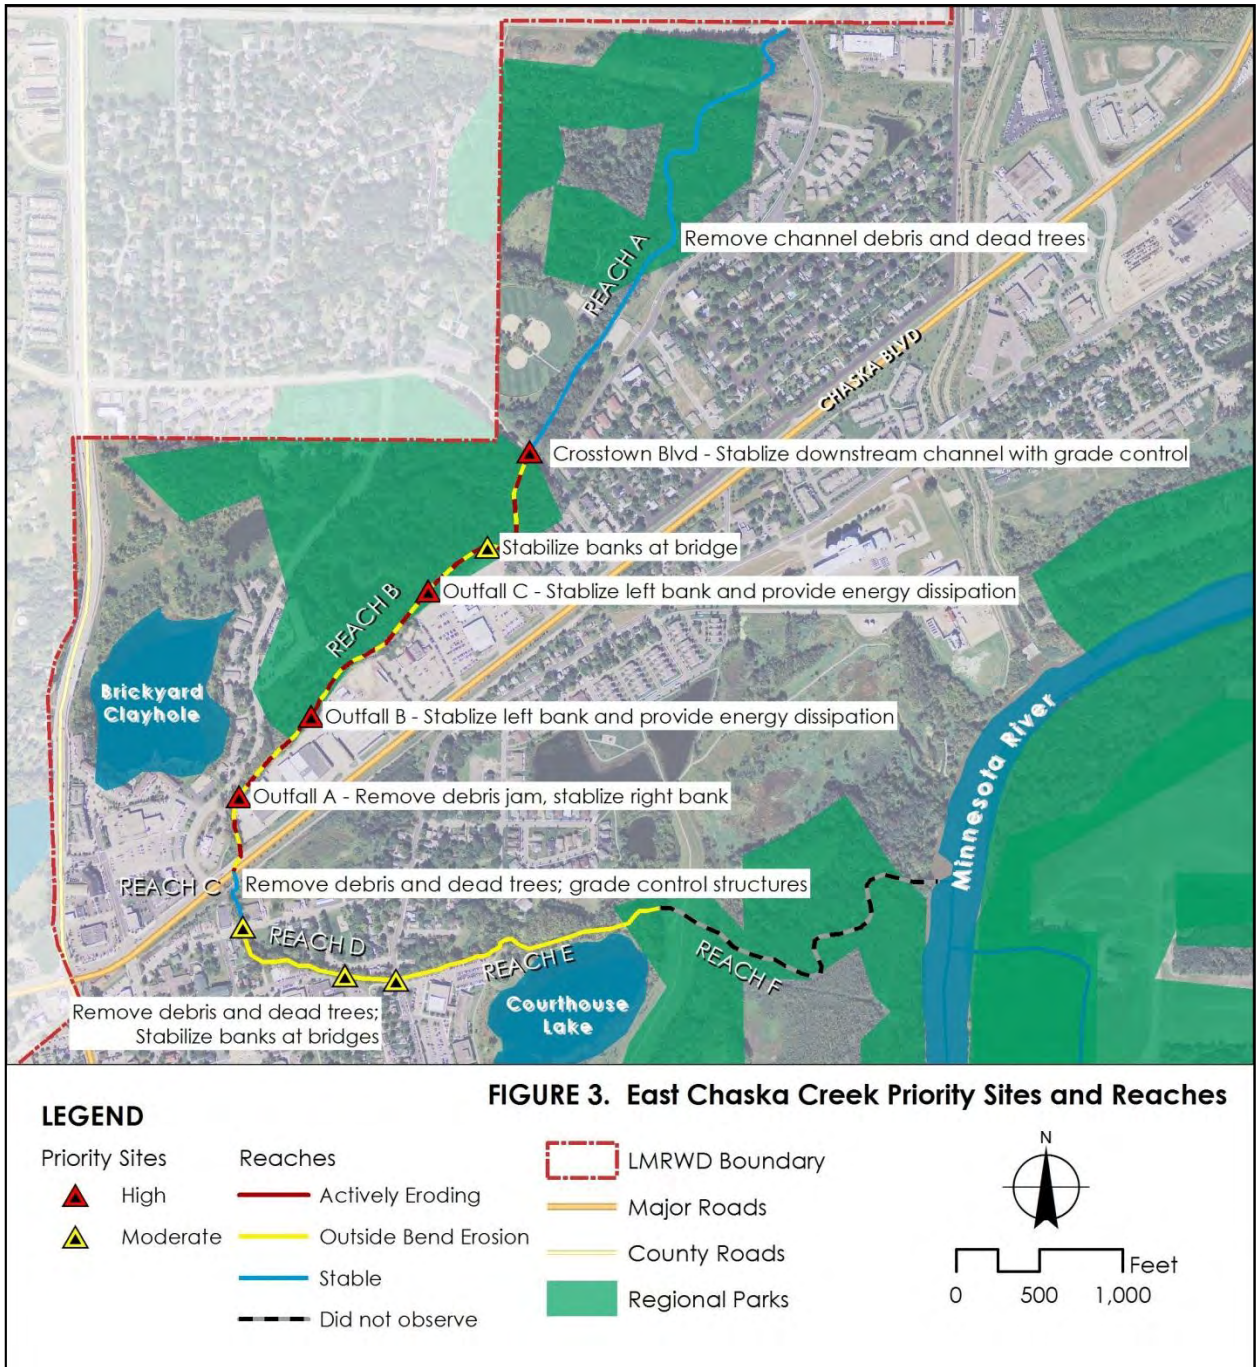 REACH A
Remove channel debris and dead trees
CHASKA BLVD
Crosstown Blvd - Stablize downstream channel with grade control
Stabilize banks at bridge
Outfall C - Stablize left bank and provide energy dissipation
REACH B
Brickyard
Clayhole
Outfall B - Stablize left bank and provide energy dissipation
Minnesota River
Outfall A - Remove debris jam, stablize right bank
REACH C
Remove debris and dead trees; grade control structures
REACH D
REACH E
REACH F
Courthouse
Lake
Remove debris and dead trees;
Stabilize banks at bridges
FIGURE 3. East Chaska Creek Priority Sites and Reaches
LEGEND
Priority Sites
High
Moderate
Reaches
Actively Eroding
Outside Bend Erosion
Stable
Did not observe
LMRWD Boundary
Major Roads
County Roads
Regional Parks
N
Feet
0 500 1,000